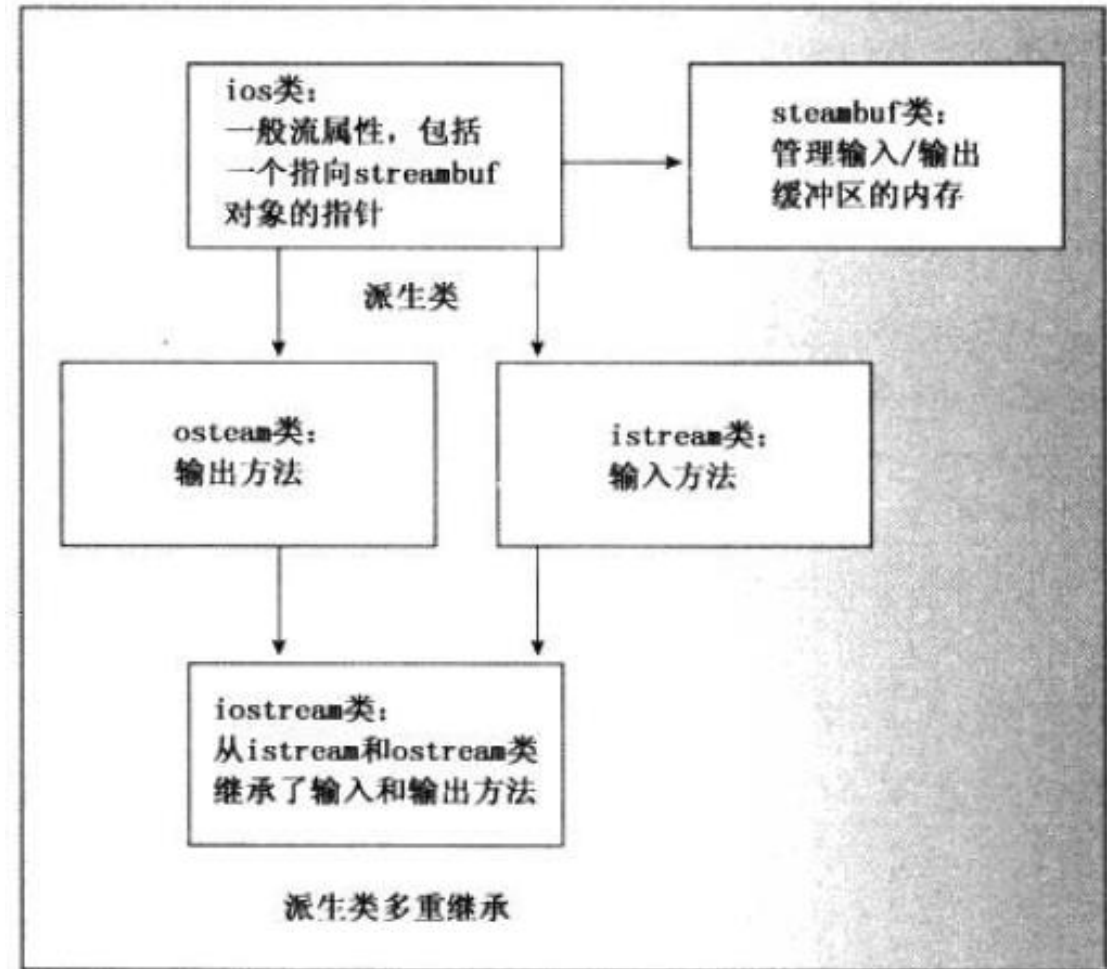 ios类：
一般流属性，包括
一个指向streambuf
对象的指针
steambuf类：
管理输入/输出
缓冲区的内存
派生类
osteam类：
输出方法
istream类：
输入方法
iostream类：
从istream和ostream类
继承了输入和输出方法
派生类多重继承